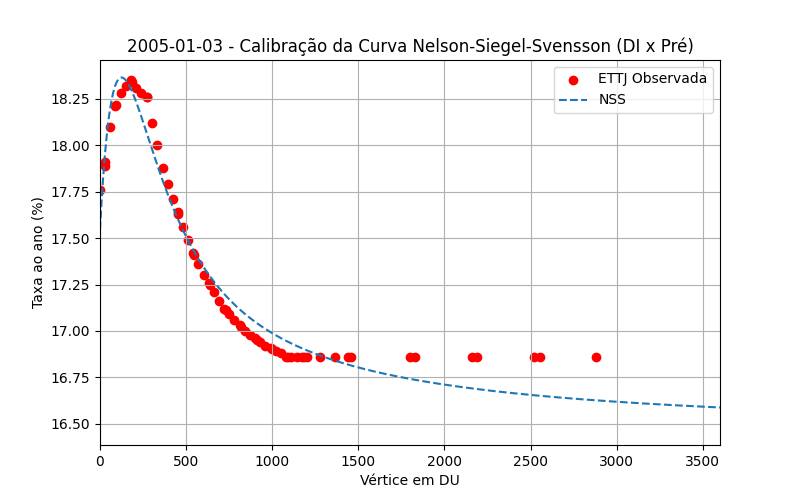 2005-01-03 - Calibração da Curva Nelson-Siegel-Svensson (DI x Pré)
ETTJ Observada
NSS
Taxa ao ano (%)
18.25
18.00
17.75
17.50
17.25
17.00
16.75
16.50
0 500 1000 1500 2000 2500 3000 3500
Vértice em DU